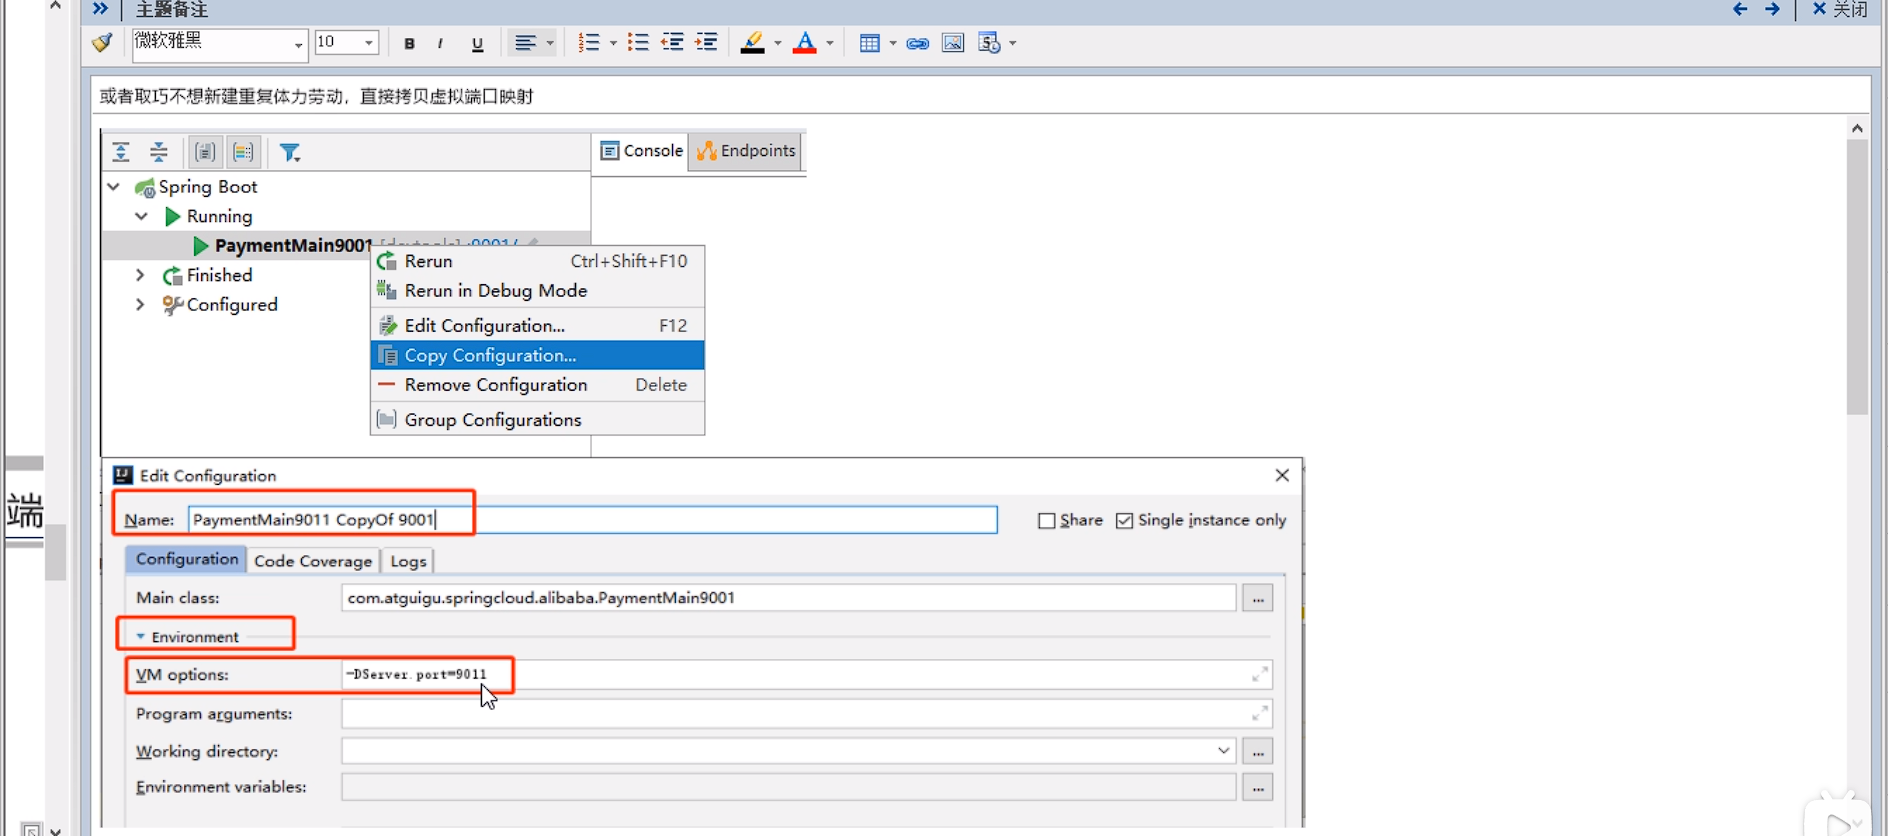 主题备注
关闭
微软雅黑
10
B I U
或者取巧不想新建重复体力劳动，直接拷贝虚拟端口映射
Console
Endpoints
Spring Boot
Running
PaymentMain9001 [devtools] :9001/
Rerun Ctrl+Shift+F10
Finished
Rerun in Debug Mode
Configured
Edit Configuration... F12
Copy Configuration...
Remove Configuration Delete
Group Configurations
Edit Configuration
端
Name: PaymentMain9011 CopyOf 9001
Share
Single instance only
Configuration
Code Coverage
Logs
Main class: com.atguigu.springcloud.alibaba.PaymentMain9001 ...
Environment
VM options: -DServer.port=9011
Program arguments:
Working directory: ...
Environment variables: ...